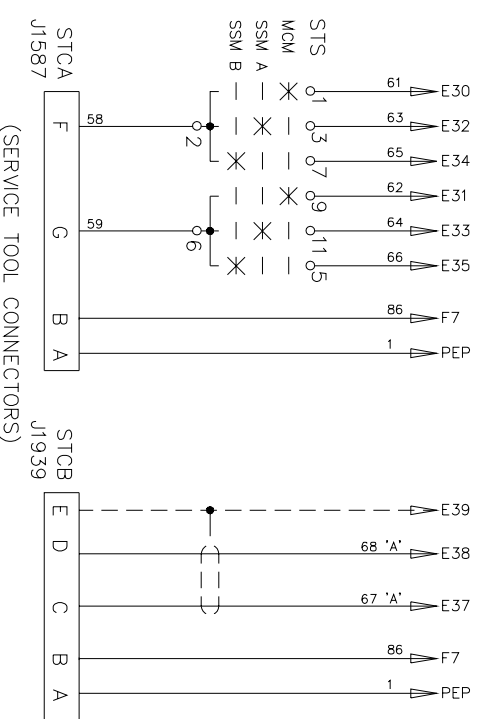 STS
MCM
SSM A
SSM B
1
3
7
9
11
5
2
6
61 E30
63 E32
65 E34
62 E31
64 E33
66 E35
86 F7
1 PEP
58
59
STCA
J1587
F
G
B
A
(SERVICE TOOL CONNECTORS)
STCB
J1939
E
D
C
B
A
E39
68 'A' E38
67 'A' E37
86 F7
1 PEP